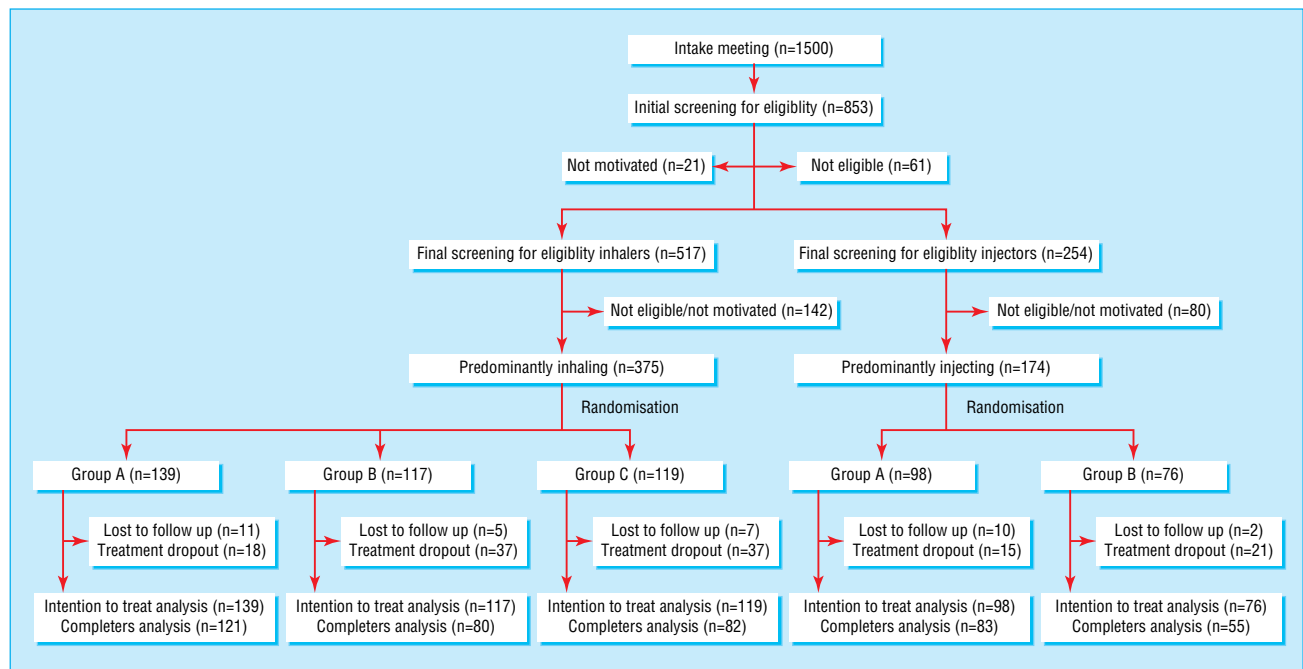 Intake meeting (n=1500)
Initial screening for eligiblity (n=853)
Not motivated (n=21)
Not eligible (n=61)
Final screening for eligiblity inhalers (n=517)
Final screening for eligiblity injectors (n=254)
Not eligible/not motivated (n=142)
Not eligible/not motivated (n=80)
Predominantly inhaling (n=375)
Predominantly injecting (n=174)
Randomisation
Randomisation
Group A (n=139)
Group B (n=117)
Group C (n=119)
Group A (n=98)
Group B (n=76)
Lost to follow up (n=11)
Treatment dropout (n=18)
Lost to follow up (n=5)
Treatment dropout (n=37)
Lost to follow up (n=7)
Treatment dropout (n=37)
Lost to follow up (n=10)
Treatment dropout (n=15)
Lost to follow up (n=2)
Treatment dropout (n=21)
Intention to treat analysis (n=139)
Completers analysis (n=121)
Intention to treat analysis (n=117)
Completers analysis (n=80)
Intention to treat analysis (n=119)
Completers analysis (n=82)
Intention to treat analysis (n=98)
Completers analysis (n=83)
Intention to treat analysis (n=76)
Completers analysis (n=55)